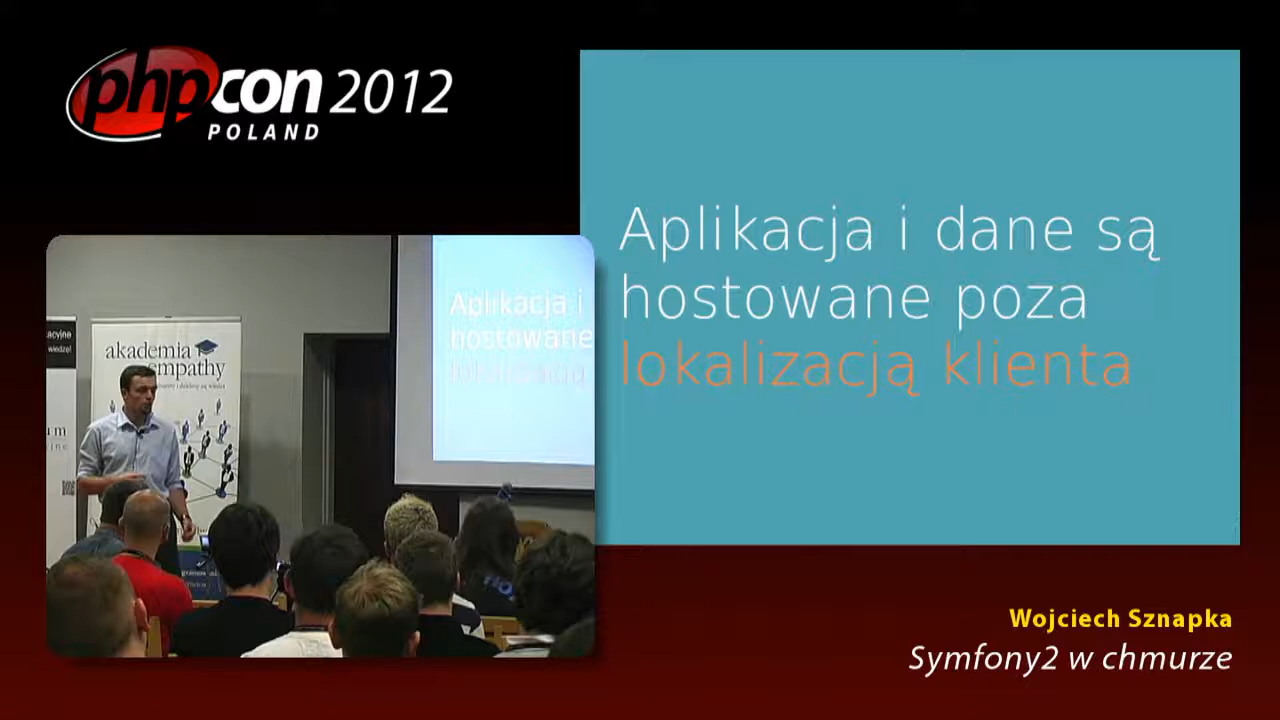 phpcon 2012
POLAND
Aplikacja i dane są
hostowane poza
lokalizacją klienta
Aplikacja i
hostowane
akademia
empathy
Wojciech Sznapka
Symfony2 w chmurze